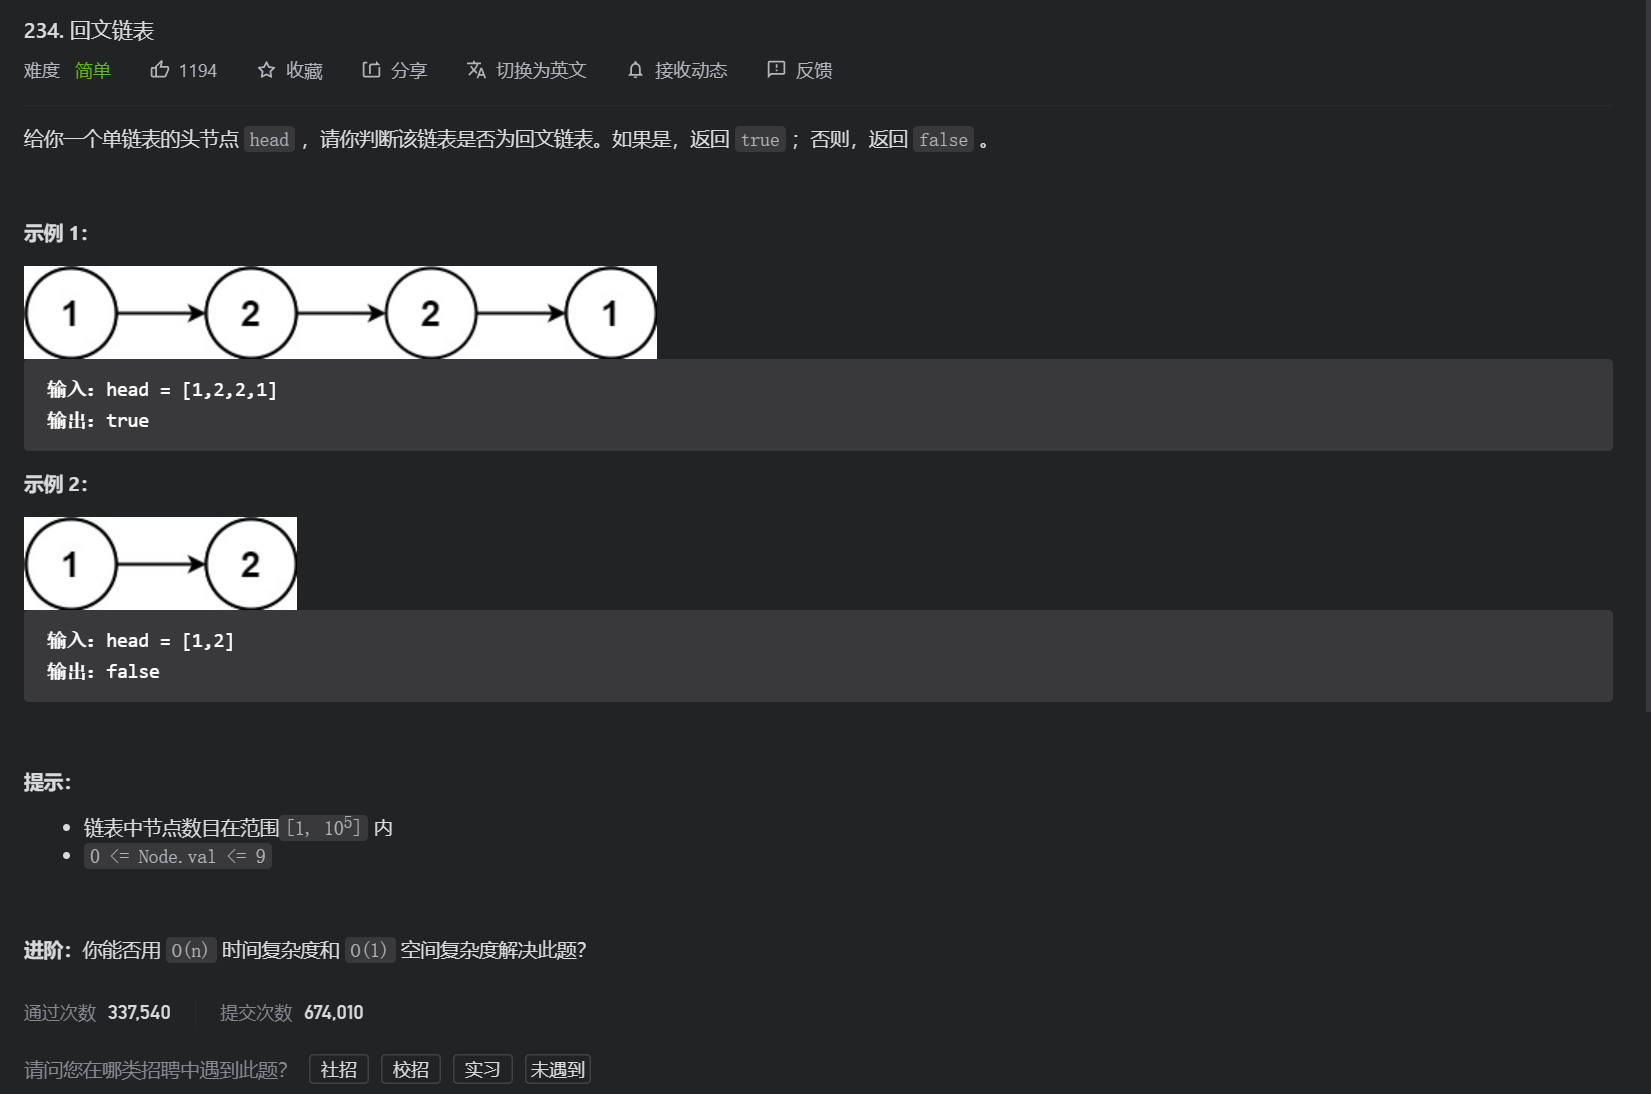 234. 回文链表
难度 简单 1194 收藏 分享 切换为英文 接收动态 反馈
给你一个单链表的头节点 head ，请你判断该链表是否为回文链表。如果是，返回 true ；否则，返回 false 。
示例 1：
1 2 2 1
输入：head = [1,2,2,1]
输出：true
示例 2：
1 2
输入：head = [1,2]
输出：false
提示：
• 链表中节点数目在范围[1, 10⁵] 内
• 0 <= Node.val <= 9
进阶：你能否用 O(n) 时间复杂度和 O(1) 空间复杂度解决此题？
通过次数 337,540 提交次数 674,010
请问您在哪类招聘中遇到此题？ 社招 校招 实习 未遇到